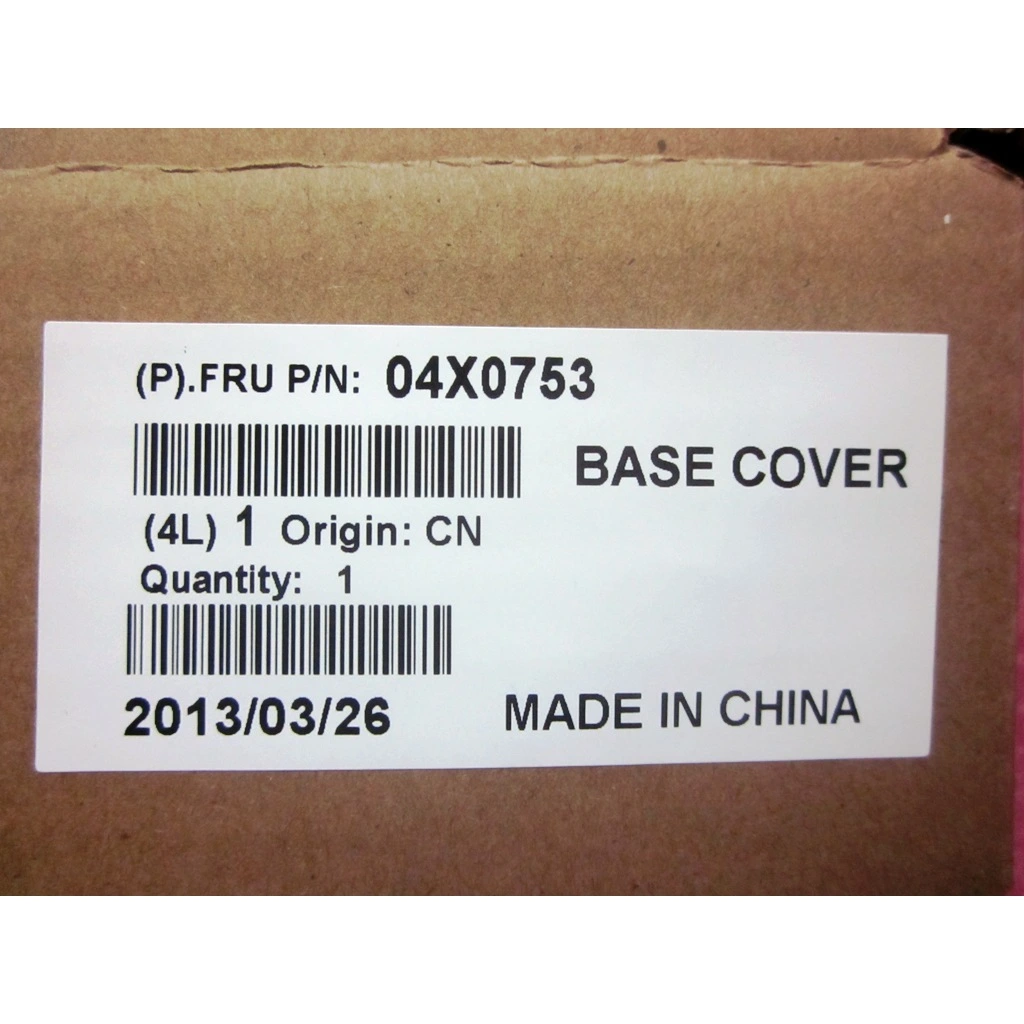 (P).FRU P/N: 04X0753
BASE COVER
(4L) 1 Origin: CN
Quantity: 1
2013/03/26
MADE IN CHINA